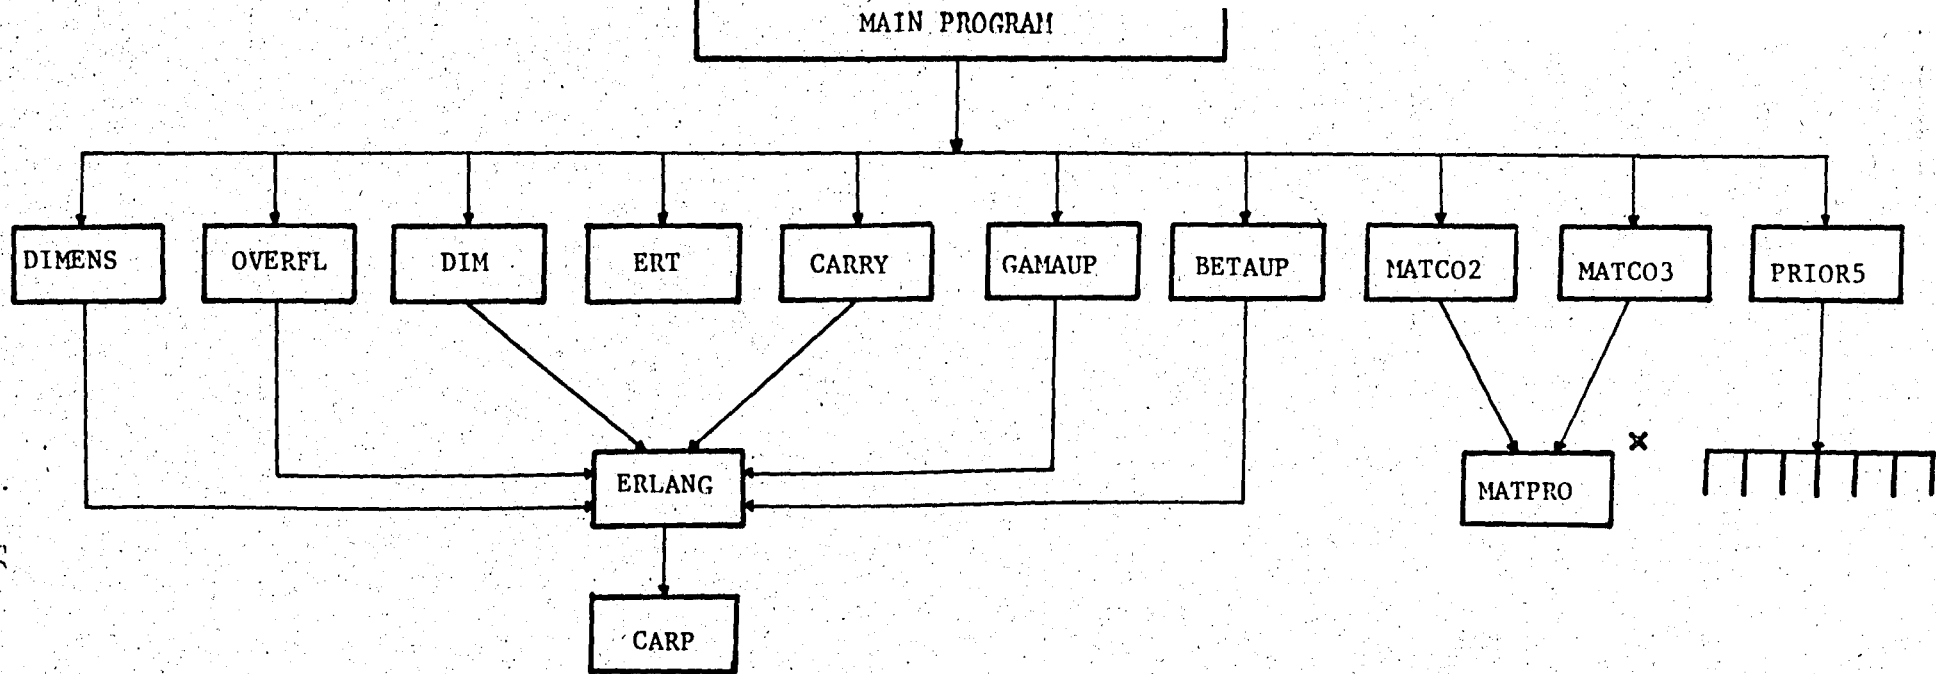 MAIN PROGRAM
DIMENS
OVERFL
DIM
ERT
CARRY
GAMAUP
BETAUP
MATCO2
MATCO3
PRIOR5
ERLANG
MATPRO
CARP